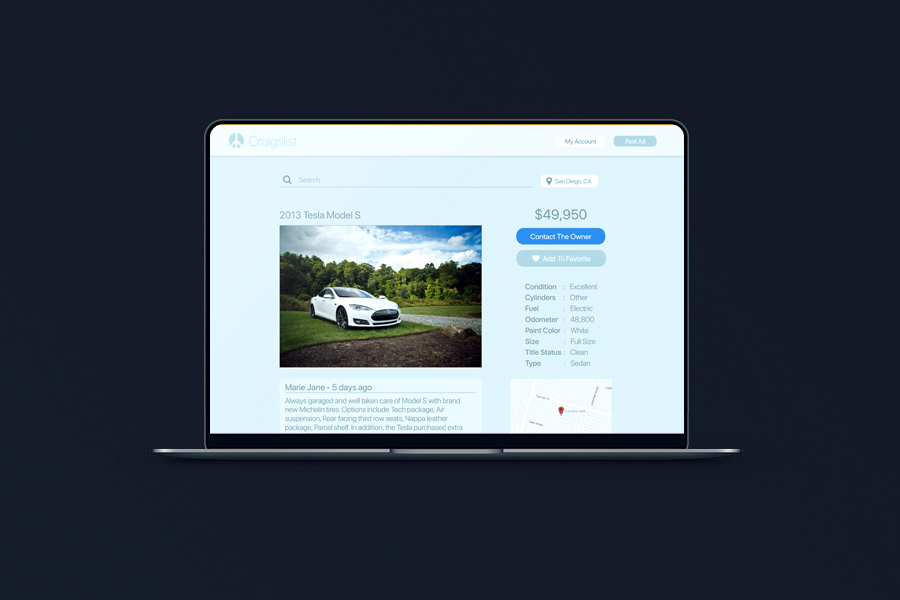 Craigslist
My Account
Post Ad
Search
San Diego, CA
2013 Tesla Model S
$49,950
Contact The Owner
Add To Favorite
Condition : Excellent
Cylinders : Other
Fuel : Electric
Odometer : 48,800
Paint Color : White
Size : Full Size
Title Status : Clean
Type : Sedan
Marie Jane - 5 days ago
Always garaged and well taken care of Model S with brand
new Michelin tires. Options include Tech package, Air
suspension, Rear facing third row seats, Nappa leather
package, Parcel shelf. In addition, the Tesla purchased extra